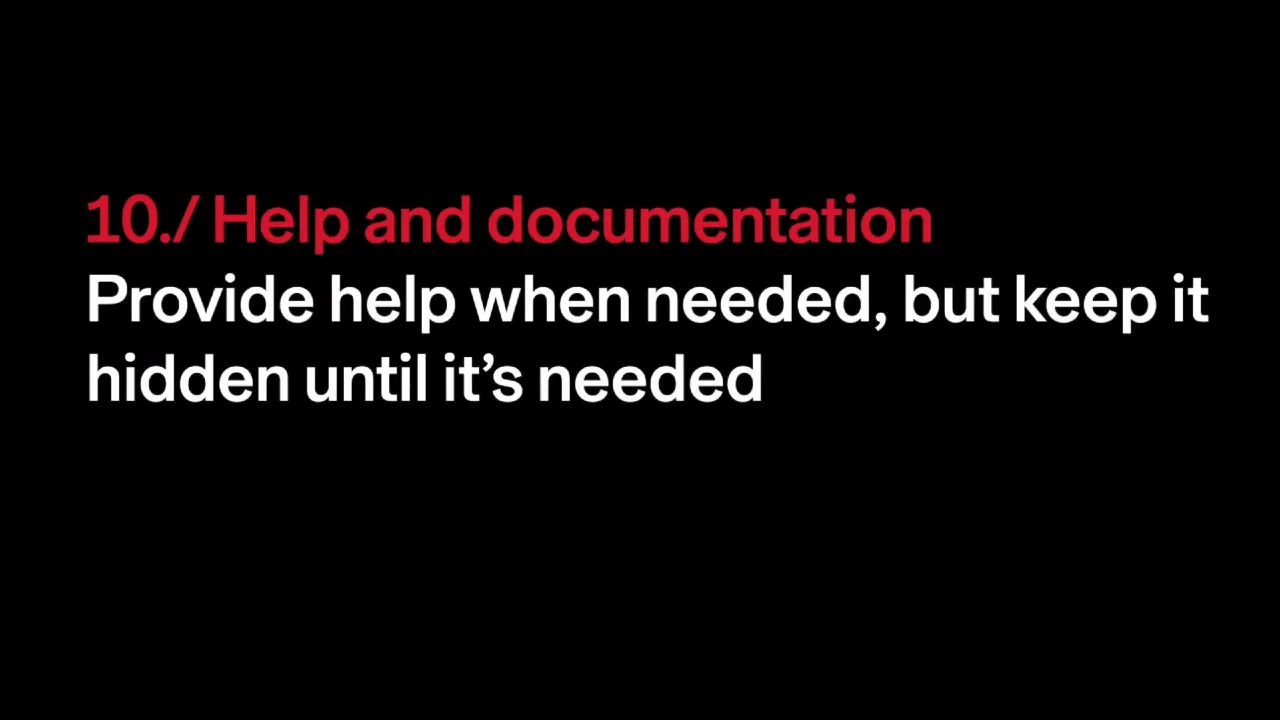 10./ Help and documentation
Provide help when needed, but keep it
hidden until it’s needed